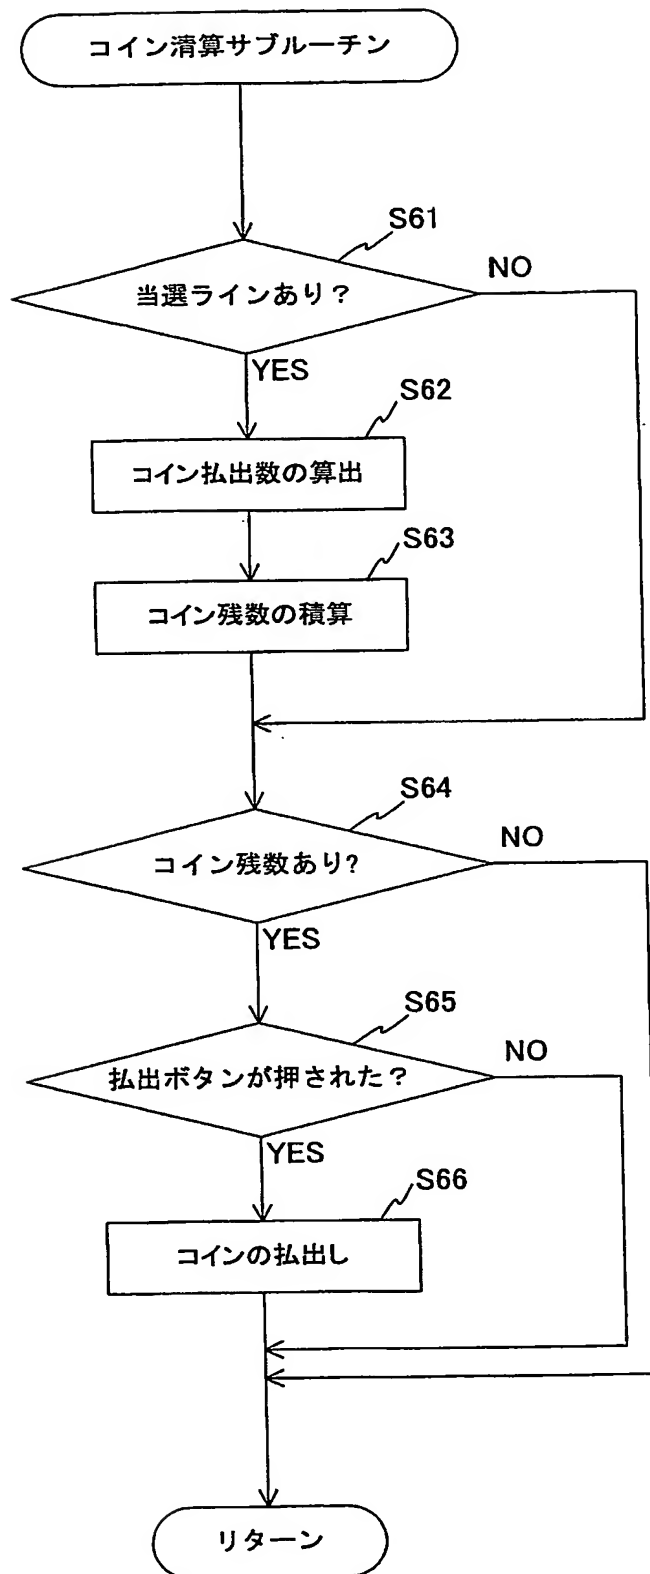 コイン清算サブルーチン
S61
当選ラインあり？
NO
YES
S62
コイン払出数の算出
S63
コイン残数の積算
S64
コイン残数あり？
NO
YES
S65
払出ボタンが押された？
NO
YES
S66
コインの払出し
リターン